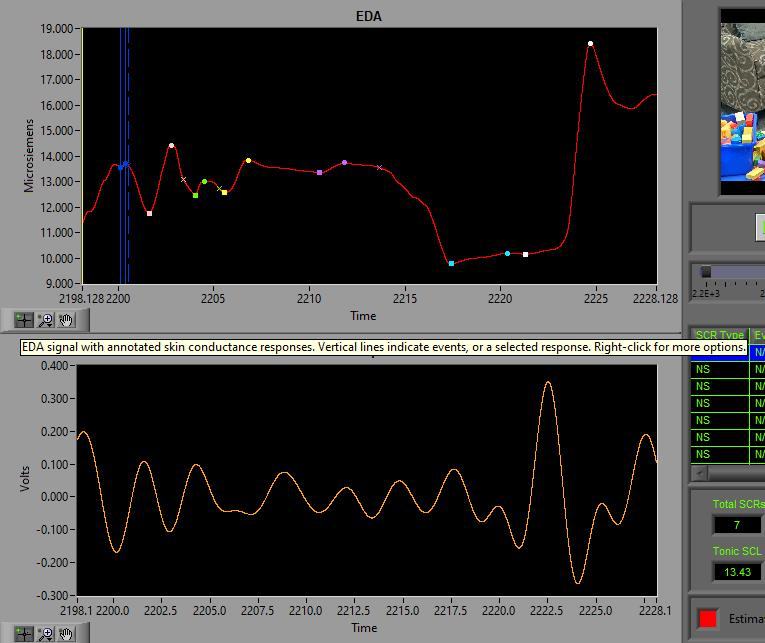 EDA
19.000
18.000
17.000
16.000
15.000
14.000
13.000
12.000
11.000
10.000
9.000
Microsiemens
2198.128 2200 2205 2210 2215 2220 2225 2228.128
Time
2.2E+3 2
EDA signal with annotated skin conductance responses. Vertical lines indicate events, or a selected response. Right-click for more options.
SCR Type Ev
N/
NS N/
NS N/
NS N/
NS N/
NS N/
NS N/
0.400
0.300
0.200
0.100
0.000
-0.100
-0.200
-0.300
Volts
2198.1 2200.0 2202.5 2205.0 2207.5 2210.0 2212.5 2215.0 2217.5 2220.0 2222.5 2225.0 2228.1
Time
Total SCRs
7
Tonic SCL
13.43
Estima